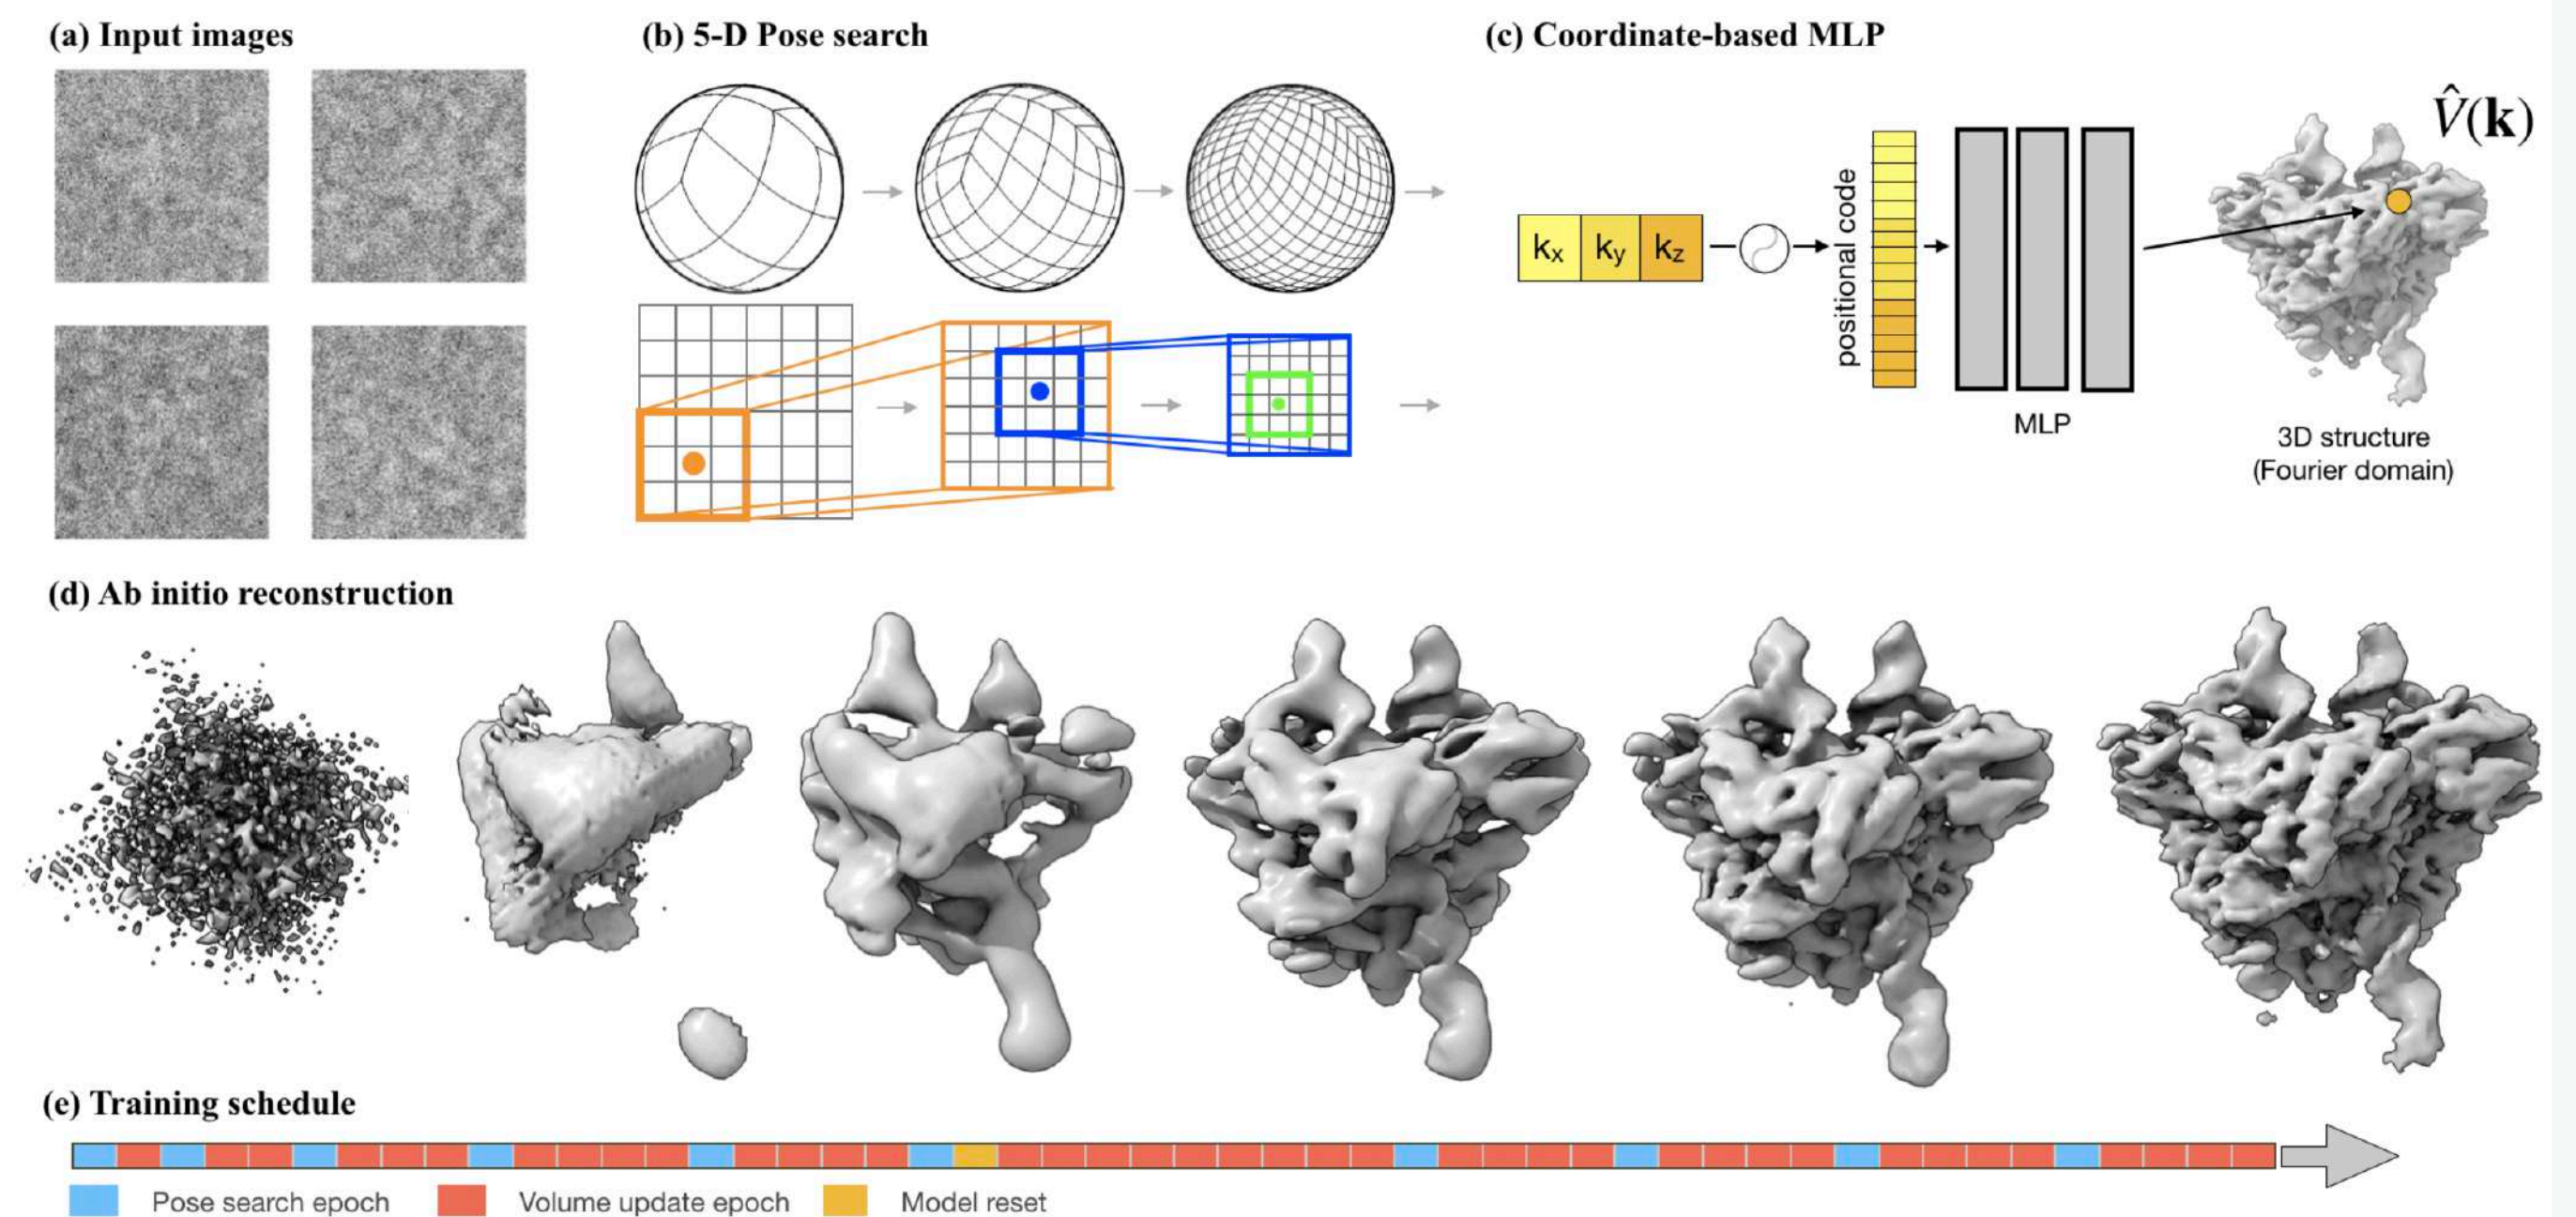 (a) Input images
(b) 5-D Pose search
(c) Coordinate-based MLP
V̂(k)
kx ky kz
positional code
MLP
3D structure
(Fourier domain)
(d) Ab initio reconstruction
(e) Training schedule
Pose search epoch
Volume update epoch
Model reset